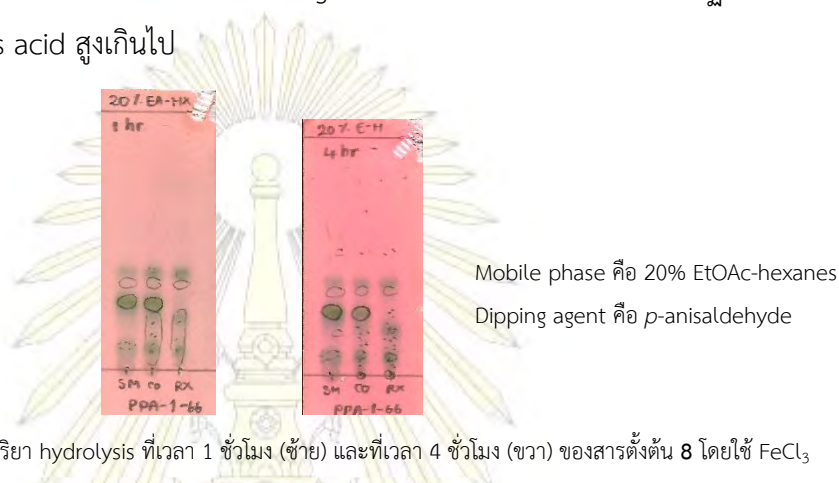 s acid สูงเกินไป
20% EA-HX
1 hr
SM CO RX
PPA-1-66
20% E-H
4 hr
SM CO RX
PPA-1-66
Mobile phase คือ 20% EtOAc-hexanes
Dipping agent คือ p-anisaldehyde
ริยา hydrolysis ที่เวลา 1 ชั่วโมง (ซ้าย) และที่เวลา 4 ชั่วโมง (ขวา) ของสารตั้งต้น 8 โดยใช้ FeCl₃